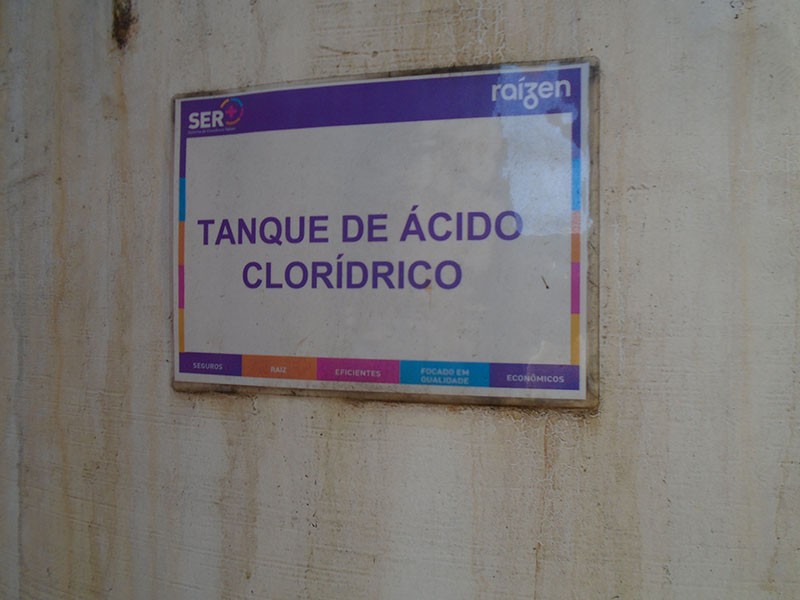 SER+
raízen
TANQUE DE ÁCIDO
CLORÍDRICO
SEGUROS
RAIZ
EFICIENTES
FOCADO EM
QUALIDADE
ECONÔMICOS